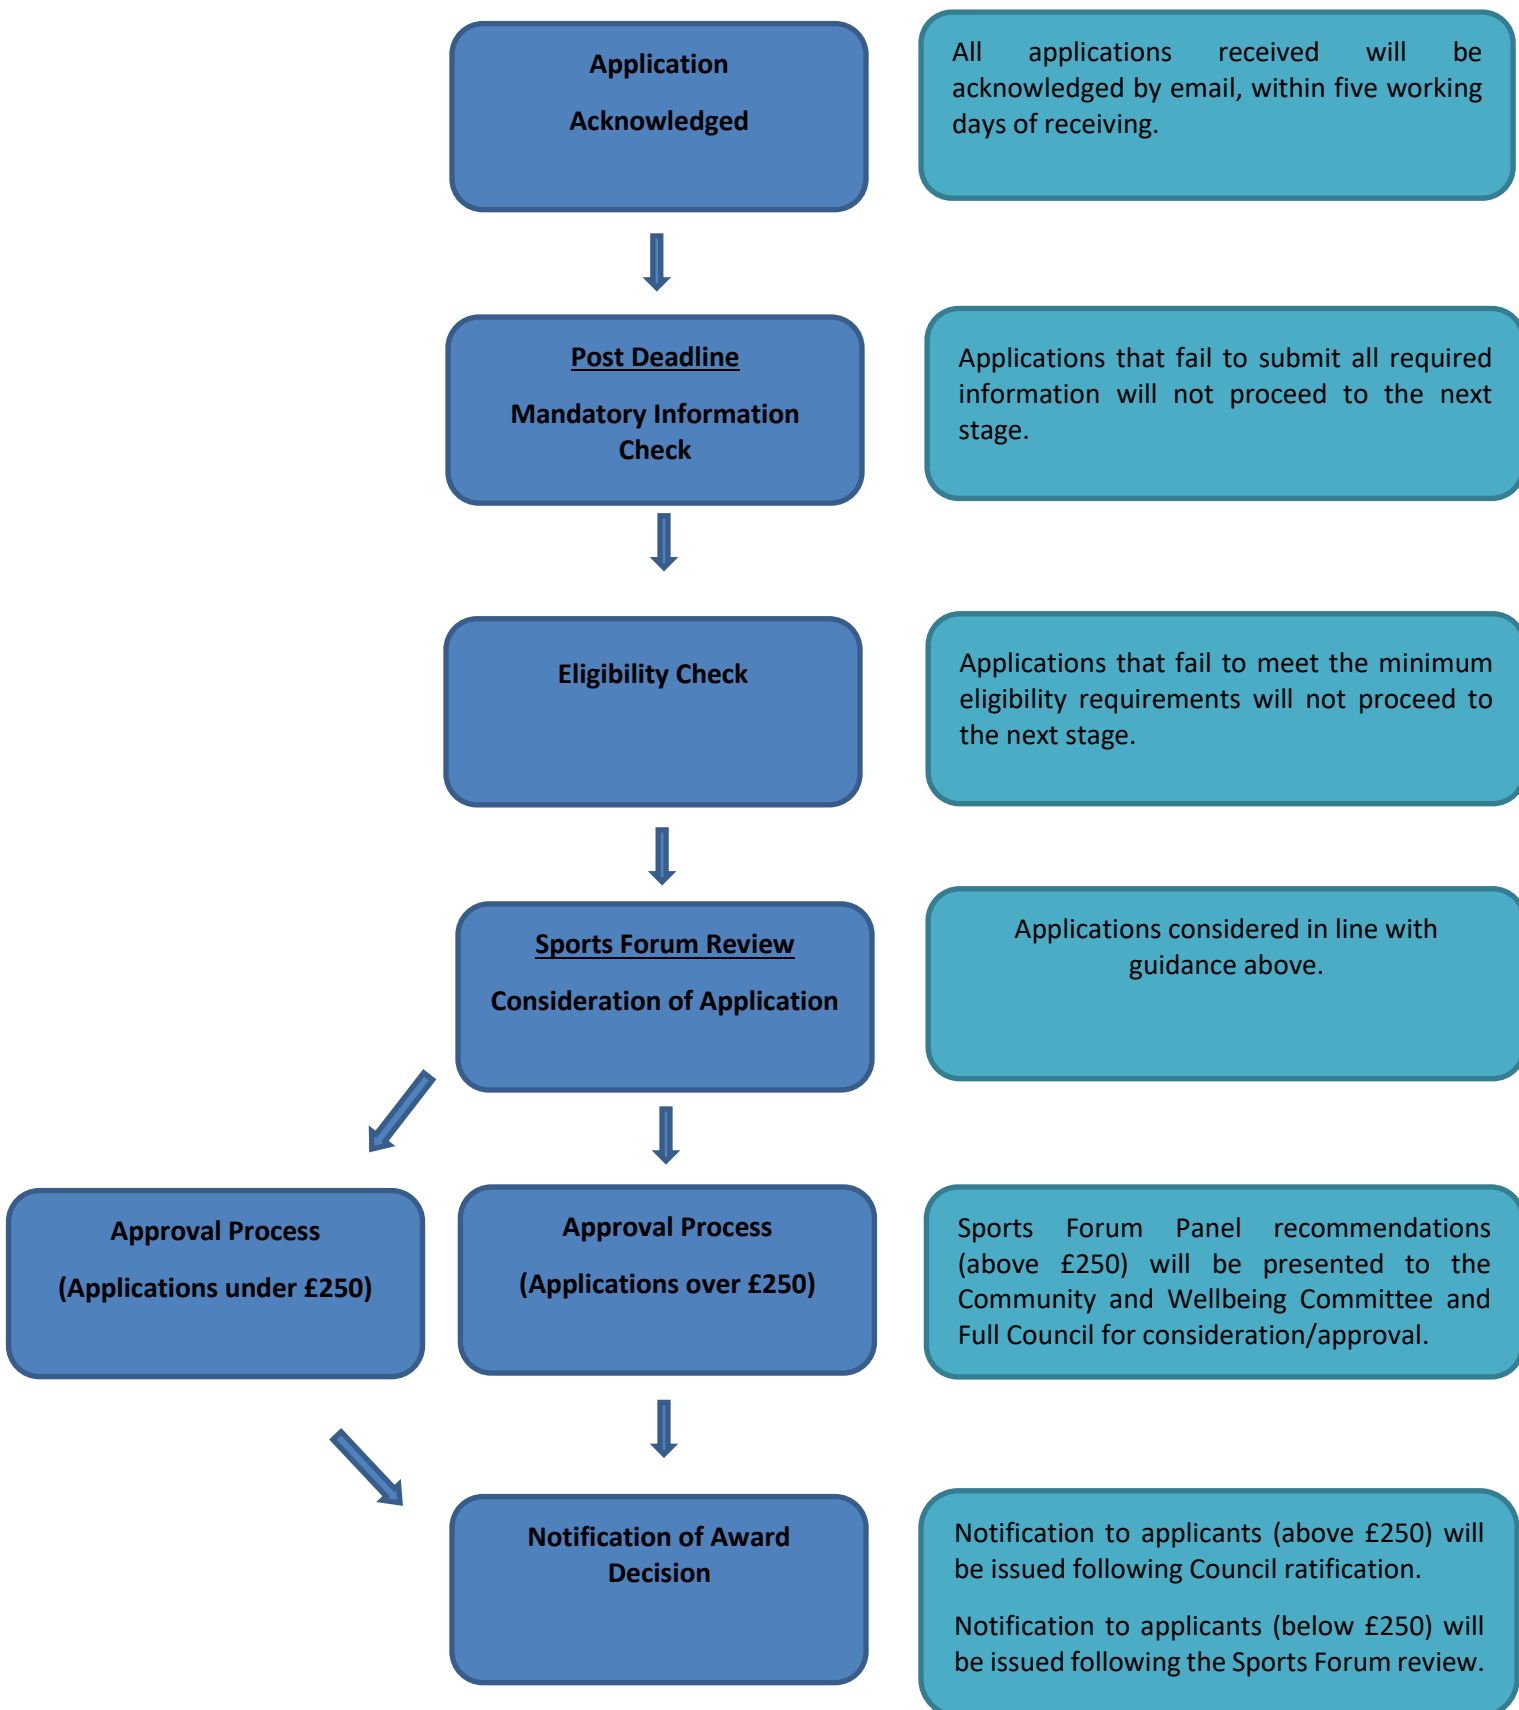 Application
Acknowledged
All applications received will be
acknowledged by email, within five working
days of receiving.
Post Deadline
Mandatory Information
Check
Applications that fail to submit all required
information will not proceed to the next
stage.
Eligibility Check
Applications that fail to meet the minimum
eligibility requirements will not proceed to
the next stage.
Sports Forum Review
Consideration of Application
Applications considered in line with
guidance above.
Approval Process
(Applications under £250)
Approval Process
(Applications over £250)
Sports Forum Panel recommendations
(above £250) will be presented to the
Community and Wellbeing Committee and
Full Council for consideration/approval.
Notification of Award
Decision
Notification to applicants (above £250) will
be issued following Council ratification.
Notification to applicants (below £250) will
be issued following the Sports Forum review.